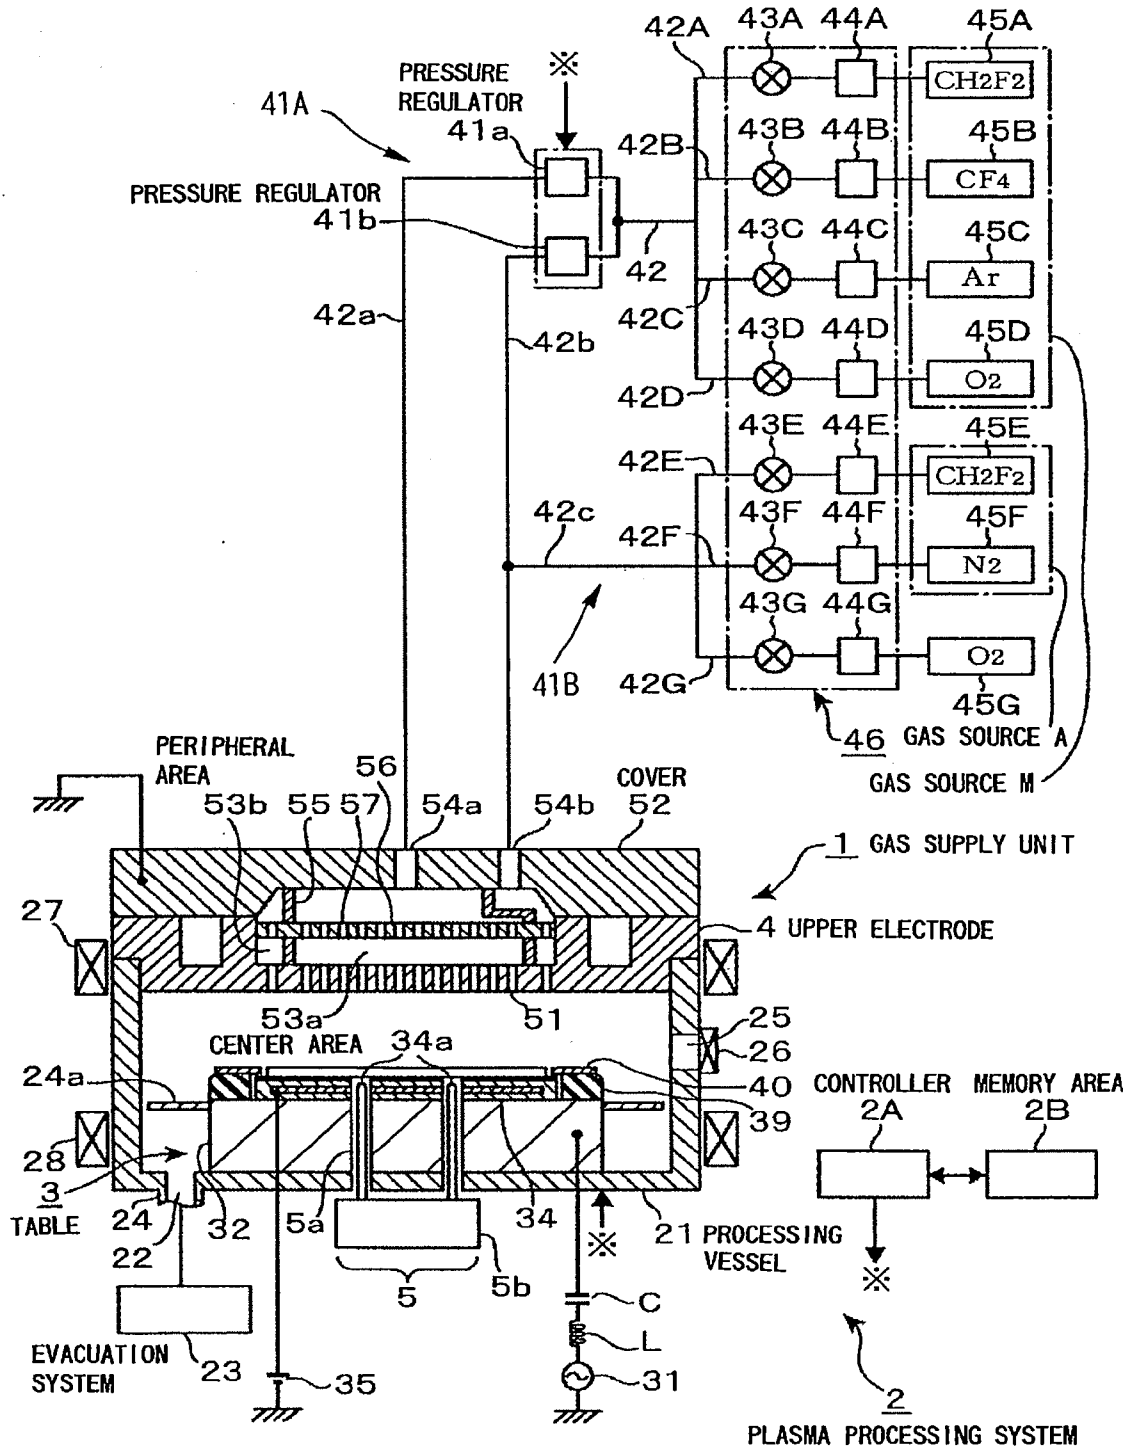 43A 44A 45A
42A
CH2F2
※
PRESSURE
REGULATOR
41A
41a
43B 44B 45B
42B
CF4
PRESSURE REGULATOR
41b
43C 44C 45C
42
Ar
42a
42C
42b
43D 44D 45D
42D
O2
43E 44E 45E
42E
CH2F2
42c
43F 44F 45F
42F
N2
43G 44G
41B
42G
O2
45G
46
GAS SOURCE A
GAS SOURCE M
PERIPHERAL
AREA
56
COVER
53b 55 57 54a 54b 52
1 GAS SUPPLY UNIT
27
4 UPPER ELECTRODE
53a
51
25
CENTER AREA
34a
26
24a
40
CONTROLLER MEMORY AREA
39
2A 2B
28
3
TABLE
24
32
5a
34
※
21 PROCESSING
VESSEL
22
※
5
5b
C
L
EVACUATION
SYSTEM
23
35
31
2
PLASMA PROCESSING SYSTEM